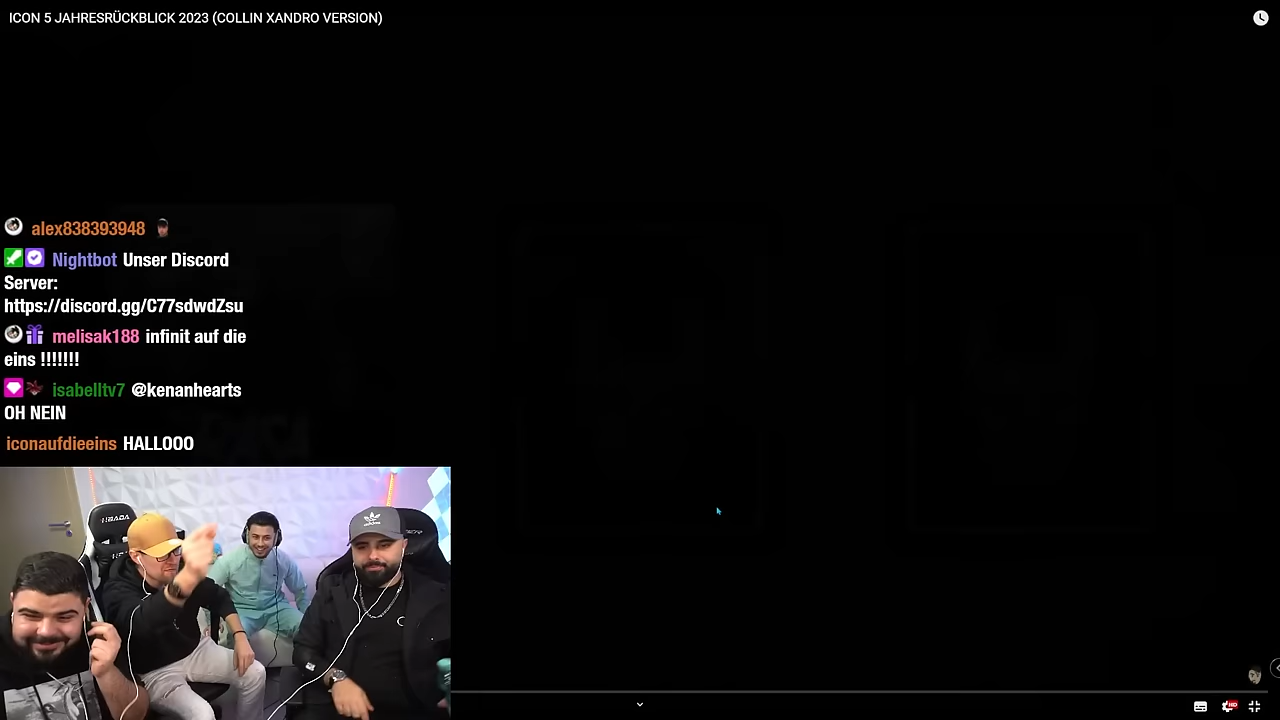 ICON 5 JAHRESRÜCKBLICK 2023 (COLLIN XANDRO VERSION)
alex838393948
Nightbot Unser Discord
Server:
https://discord.gg/C77sdwdZsu
melisak188 infinit auf die
eins !!!!!!!
isabelltv7 @kenanhearts
OH NEIN
iconaufdieeins HALLOOO
HD